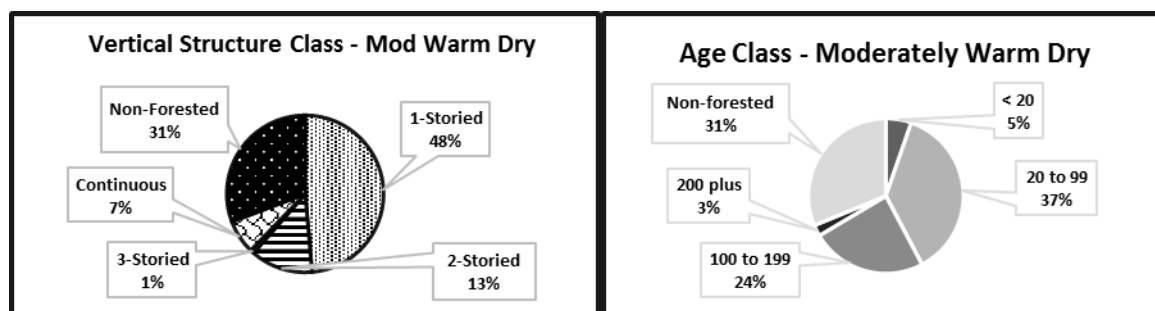 Vertical Structure Class - Mod Warm Dry
Non-Forested
31%
1-Storied
48%
Continuous
7%
3-Storied
1%
2-Storied
13%
Age Class - Moderately Warm Dry
Non-forested
31%
< 20
5%
200 plus
3%
20 to 99
37%
100 to 199
24%